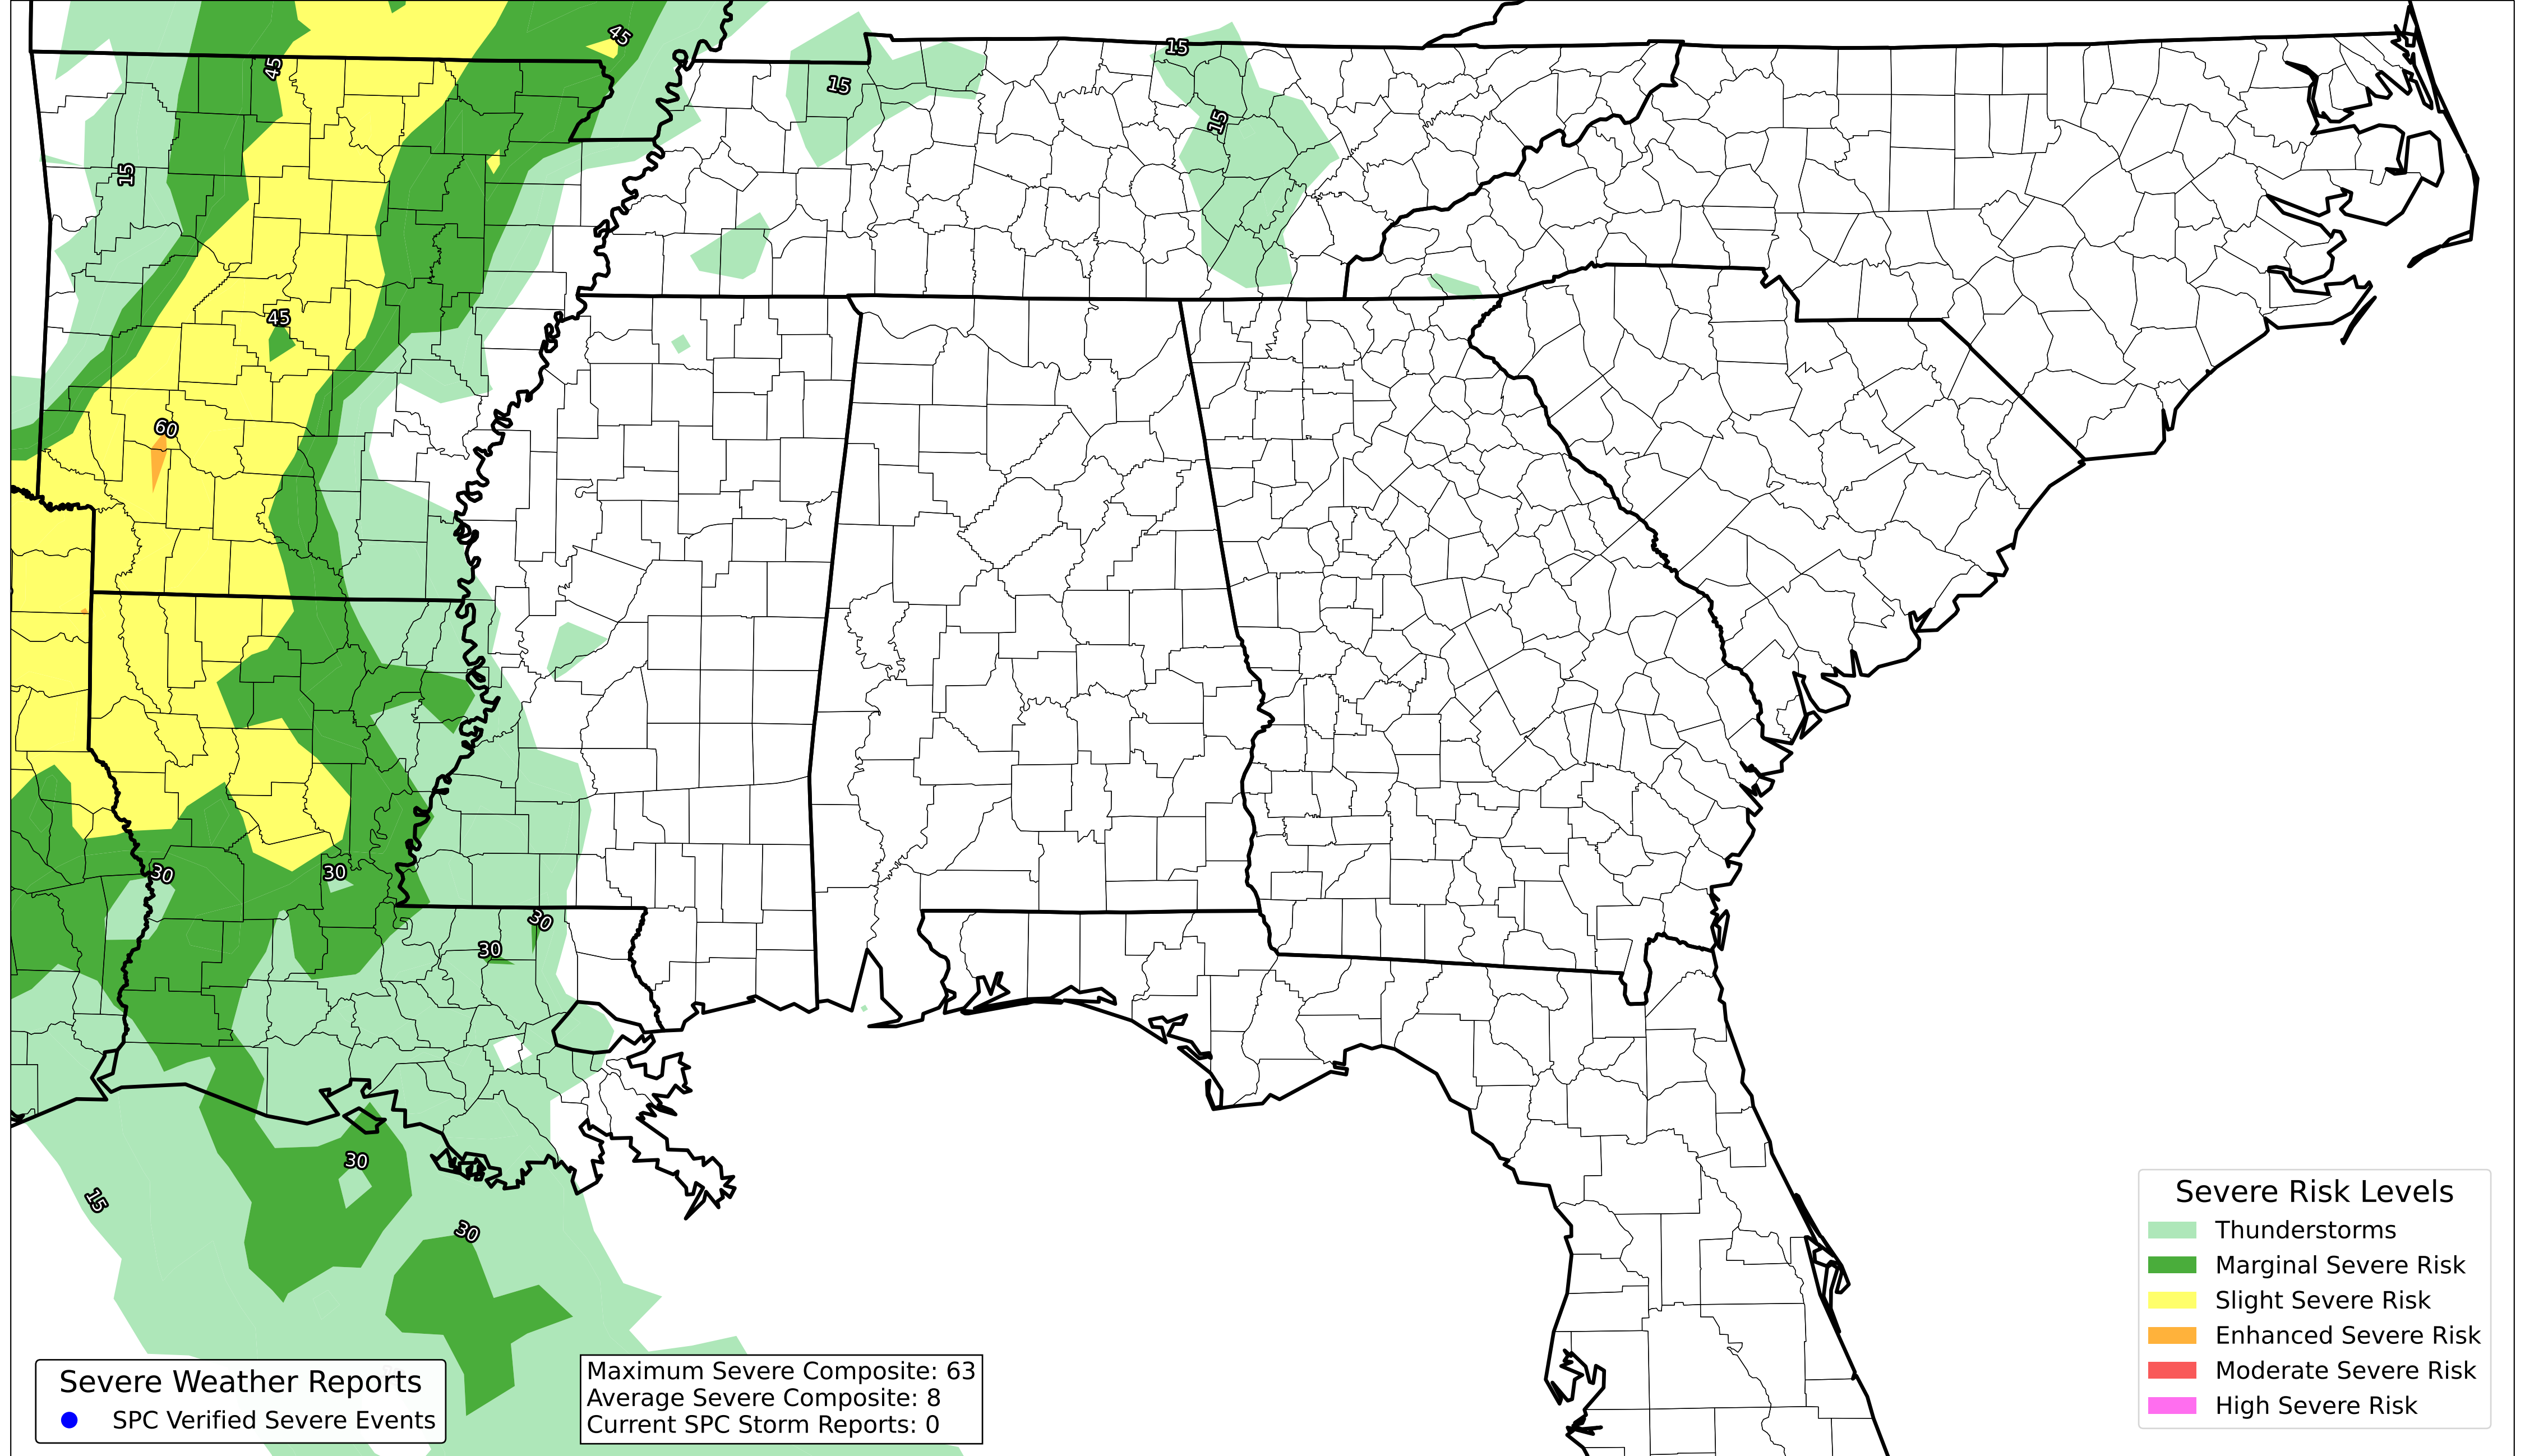 45
45
15
15
15
15
45
60
30
30
30
30
30
15
30
Severe Risk Levels
Thunderstorms
Marginal Severe Risk
Slight Severe Risk
Enhanced Severe Risk
Moderate Severe Risk
High Severe Risk
Severe Weather Reports
SPC Verified Severe Events
Maximum Severe Composite: 63
Average Severe Composite: 8
Current SPC Storm Reports: 0